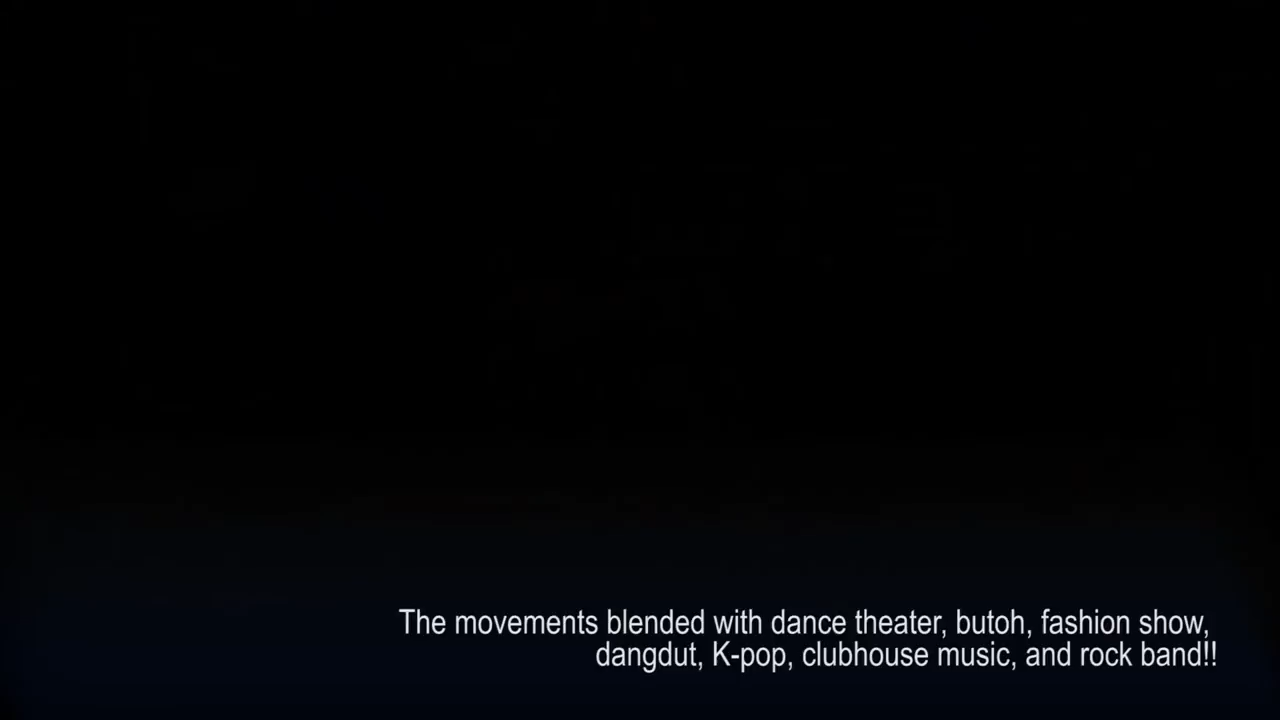 The movements blended with dance theater, butoh, fashion show,
dangdut, K-pop, clubhouse music, and rock band!!